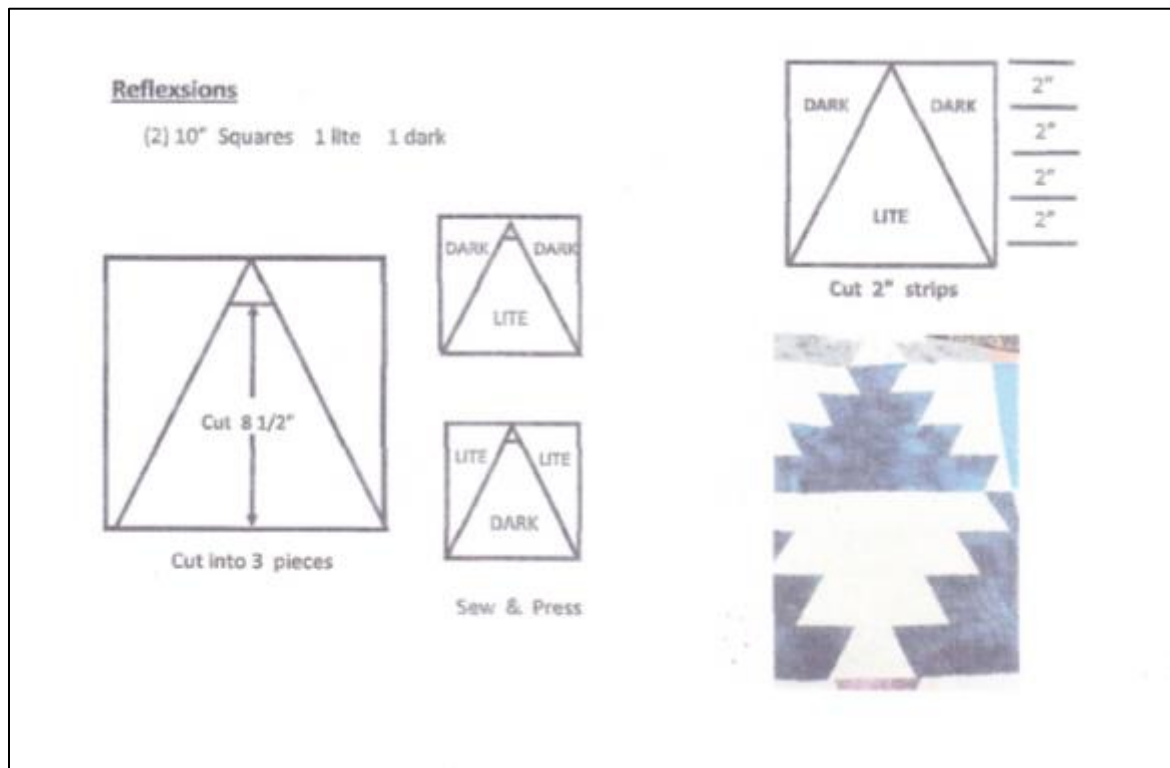 Reflexsions
(2) 10" Squares 1 lite 1 dark
Cut 8 1/2"
Cut into 3 pieces
DARK DARK
LITE
LITE LITE
DARK
Sew & Press
DARK DARK
LITE
2"
2"
2"
2"
Cut 2" strips